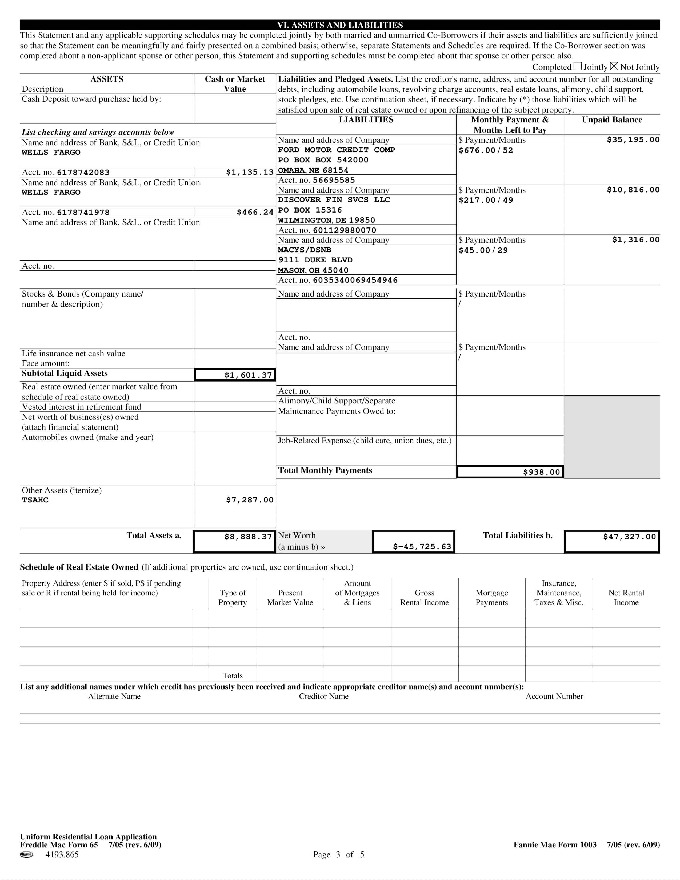 VI. ASSETS AND LIABILITIES
This Statement and any applicable supporting schedules may be completed jointly by both married and unmarried Co-Borrowers if their assets and liabilities are sufficiently joined
so that the Statement can be meaningfully and fairly presented on a combined basis; otherwise, separate Statements and Schedules are required. If the Co-Borrower section was
completed about a non-applicant spouse or other person, this Statement and supporting schedules must be completed about that spouse or other person also.
Completed Jointly Not Jointly
ASSETS
Description
Cash or Market
Value
Cash Deposit toward purchase held by:
List checking and savings accounts below
Name and address of Bank, S&L, or Credit Union
WELLS FARGO
Acct. no. 6178742083 $1,135.13
Name and address of Bank, S&L, or Credit Union
WELLS FARGO
Acct. no. 6178741978 $466.24
Name and address of Bank, S&L, or Credit Union
Acct. no.
Stocks & Bonds (Company name/
number & description)
Life insurance net cash value
Face amount:
Subtotal Liquid Assets $1,601.37
Real estate owned (enter market value from
schedule of real estate owned)
Vested interest in retirement fund
Net worth of business(es) owned
(attach financial statement)
Automobiles owned (make and year)
Other Assets (itemize)
TSAKC $7,287.00
Total Assets a. $8,888.37
Liabilities and Pledged Assets. List the creditor's name, address, and account number for all outstanding
debts, including automobile loans, revolving charge accounts, real estate loans, alimony, child support,
stock pledges, etc. Use continuation sheet, if necessary. Indicate by (*) those liabilities which will be
satisfied upon sale of real estate owned or upon refinancing of the subject property.
LIABILITIES
Monthly Payment &
Months Left to Pay
Unpaid Balance
Name and address of Company $ Payment/Months $35,195.00
FORD MOTOR CREDIT COMP $676.00/52
PO BOX BOX 542000
OMAHA, NE 68154
Acct. no. 56695585
Name and address of Company $ Payment/Months $10,816.00
DISCOVER FIN SVCS LLC $217.00/49
PO BOX 15316
WILMINGTON, DE 19850
Acct. no. 601129880070
Name and address of Company $ Payment/Months $1,316.00
MACYS/DSNB $45.00/29
9111 DUKE BLVD
MASON, OH 45040
Acct. no. 6035340069454946
Name and address of Company $ Payment/Months
/
Acct. no.
Name and address of Company $ Payment/Months
/
Acct. no.
Alimony/Child Support/Separate
Maintenance Payments Owed to:
Job-Related Expense (child care, union dues, etc.)
Total Monthly Payments $938.00
Net Worth
(a minus b) » $-45,725.63
Total Liabilities b. $47,327.00
Schedule of Real Estate Owned (If additional properties are owned, use continuation sheet.)
Property Address (enter S if sold, PS if pending
sale or R if rental being held for income)
Type of
Property
Present
Market Value
Amount
of Mortgages
& Liens
Gross
Rental Income
Mortgage
Payments
Insurance,
Maintenance,
Taxes & Misc.
Net Rental
Income
Totals
List any additional names under which credit has previously been received and indicate appropriate creditor name(s) and account number(s):
Alternate Name Creditor Name Account Number
Uniform Residential Loan Application
Freddie Mac Form 65 7/05 (rev. 6/09) Fannie Mae Form 1003 7/05 (rev. 6/09)
4193.865 Page 3 of 5